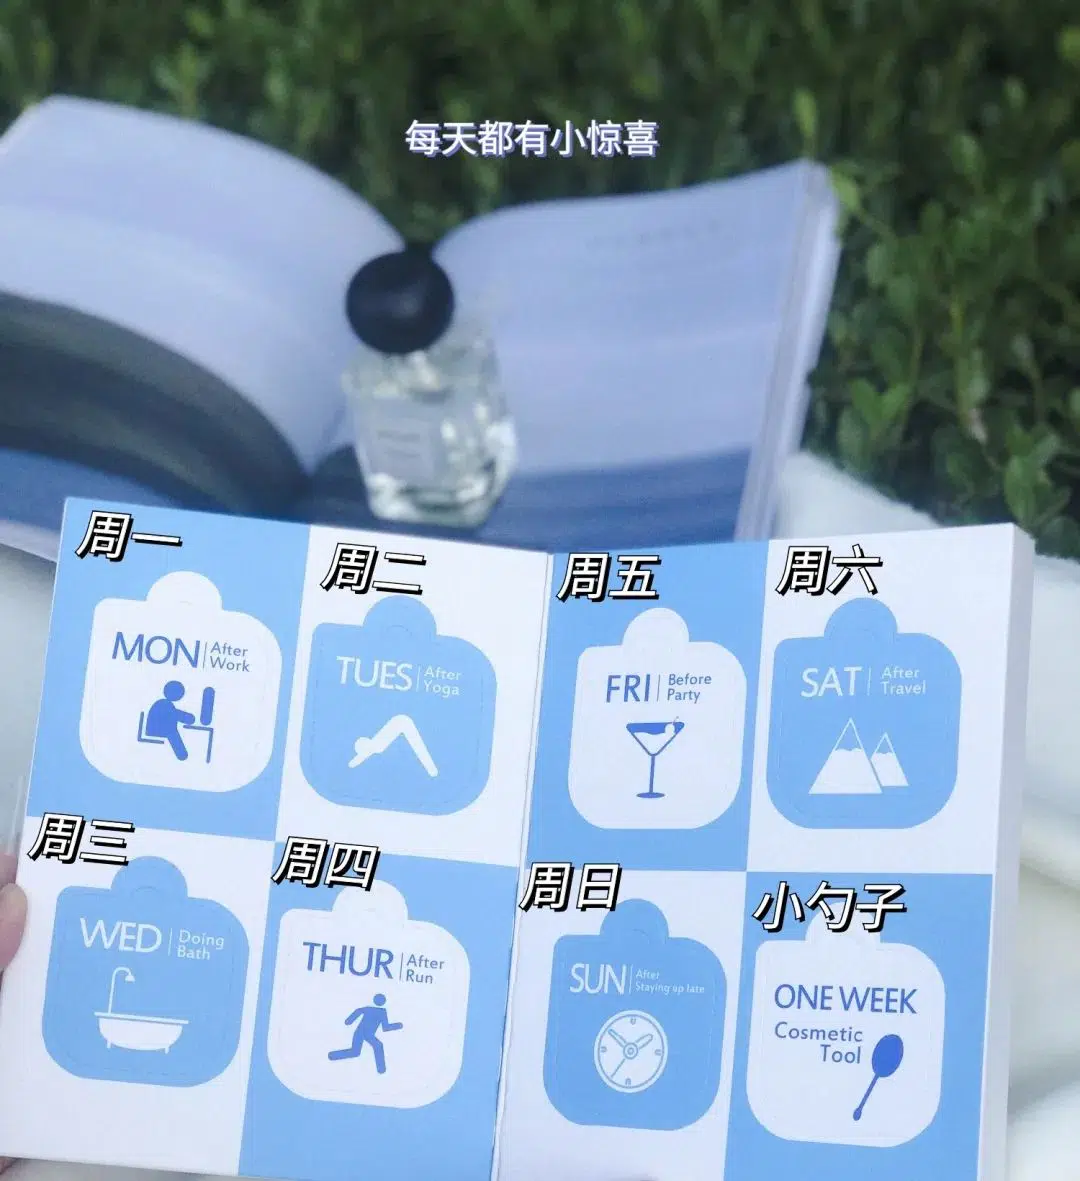 每天都有小惊喜
周一
MON
After
Work
周二
TUES
After
Yoga
周五
FRI
Before
Party
周六
SAT
After
Travel
周三
WED
Doing
Bath
周四
THUR
After
Run
周日
SUN
After
Staying up late
小勺子
ONE WEEK
Cosmetic
Tool